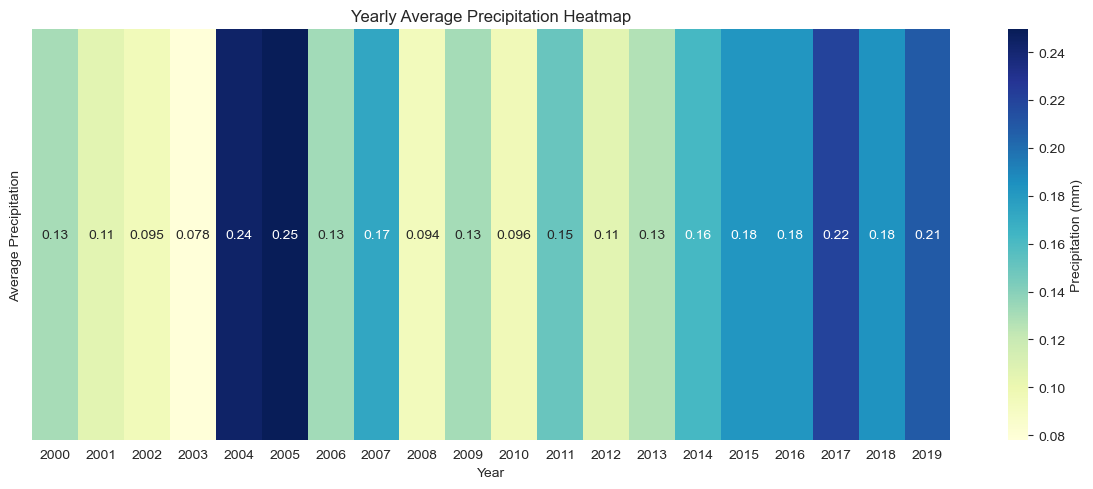 Yearly Average Precipitation Heatmap
Average Precipitation
0.13 0.11 0.095 0.078 0.24 0.25 0.13 0.17 0.094 0.13 0.096 0.15 0.11 0.13 0.16 0.18 0.18 0.22 0.18 0.21
2000 2001 2002 2003 2004 2005 2006 2007 2008 2009 2010 2011 2012 2013 2014 2015 2016 2017 2018 2019
Year
0.24
0.22
0.20
0.18
0.16
0.14
0.12
0.10
0.08
Precipitation (mm)